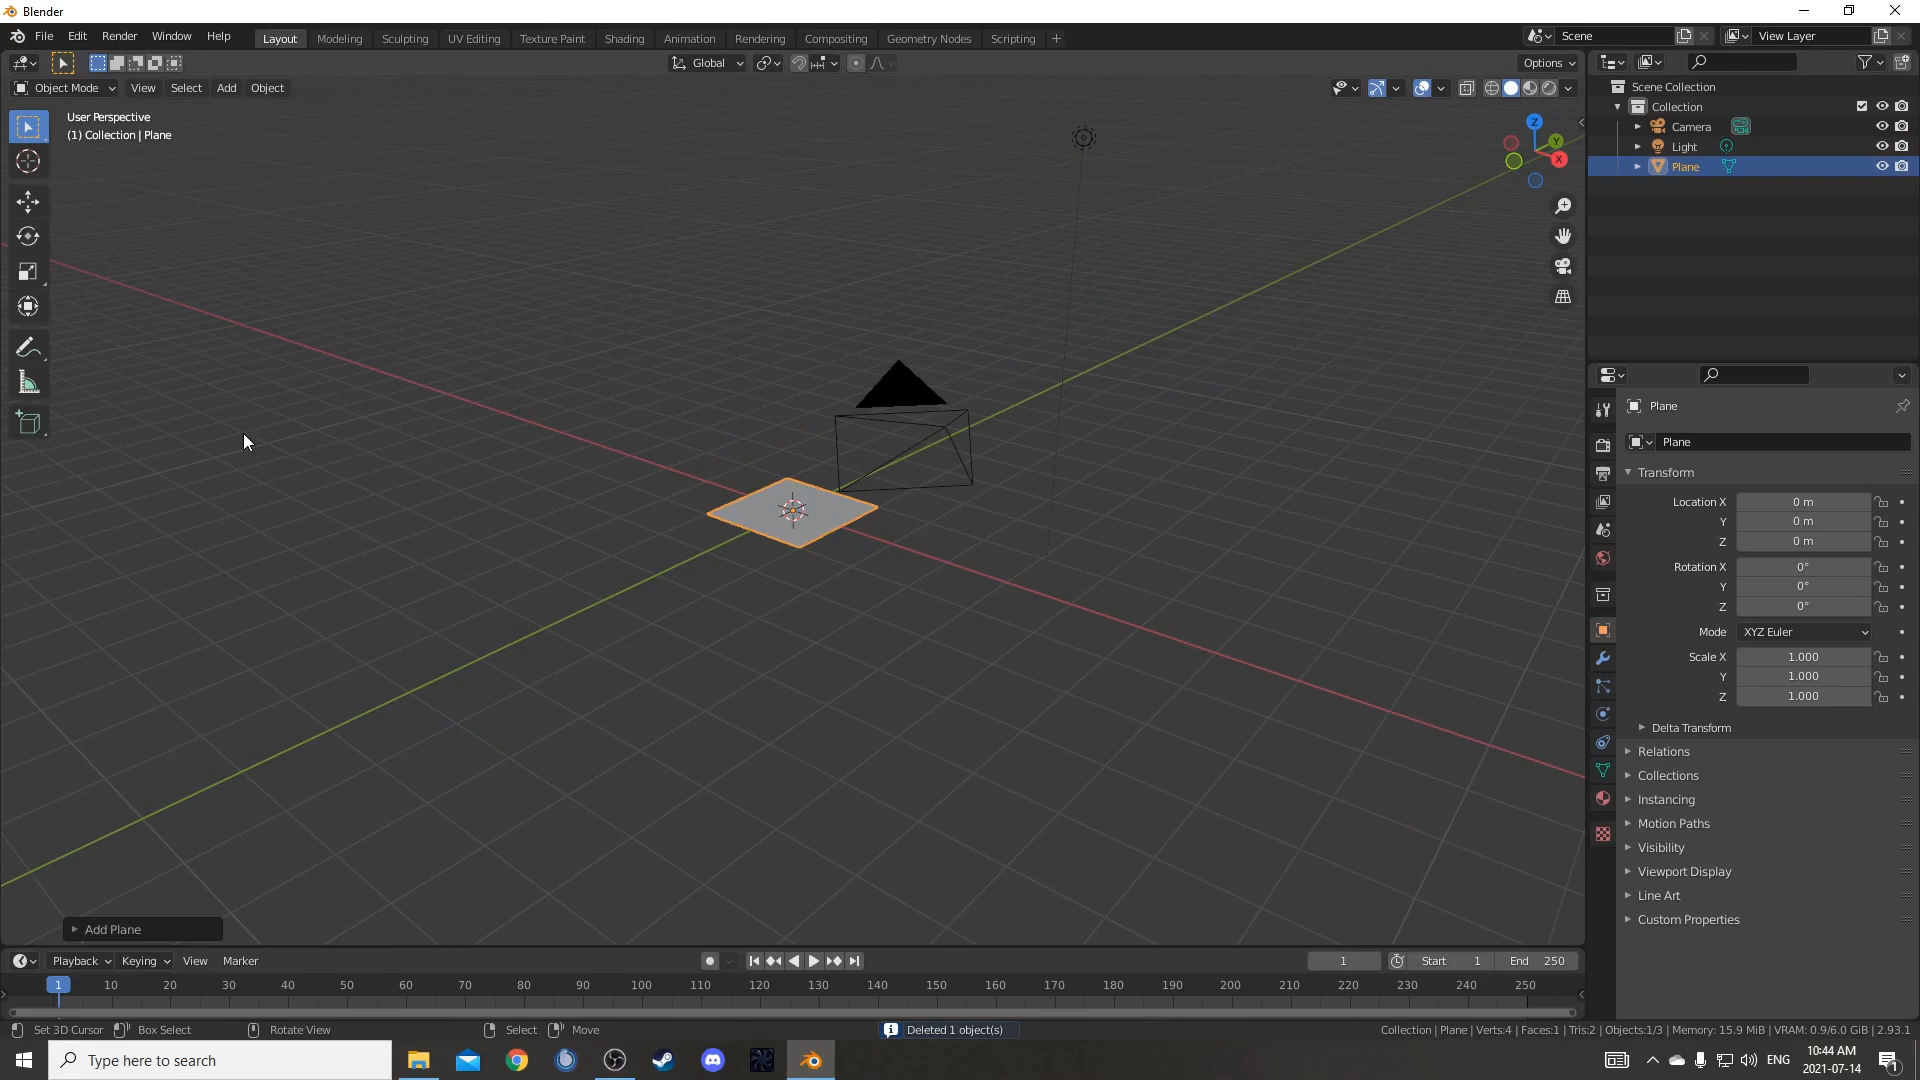 Blender
File Edit Render Window Help Layout Modeling Sculpting UV Editing Texture Paint Shading Animation Rendering Compositing Geometry Nodes Scripting + Scene View Layer
Global Options
Object Mode View Select Add Object
User Perspective
(1) Collection | Plane
Z
Y
X
Scene Collection
Collection
Camera
Light
Plane
Plane
Plane
Transform
Location X 0 m
Y 0 m
Z 0 m
Rotation X 0°
Y 0°
Z 0°
Mode XYZ Euler
Scale X 1.000
Y 1.000
Z 1.000
Delta Transform
Relations
Collections
Instancing
Motion Paths
Visibility
Viewport Display
Line Art
Custom Properties
Add Plane
Playback Keying View Marker 1 Start 1 End 250
1 10 20 30 40 50 60 70 80 90 100 110 120 130 140 150 160 170 180 190 200 210 220 230 240 250
Set 3D Cursor Box Select Rotate View Select Move Deleted 1 object(s) Collection | Plane | Verts:4 | Faces:1 | Tris:2 | Objects:1/3 | Memory: 15.9 MiB | VRAM: 0.9/6.0 GiB | 2.93.1
Type here to search
ENG
10:44 AM
2021-07-14
1